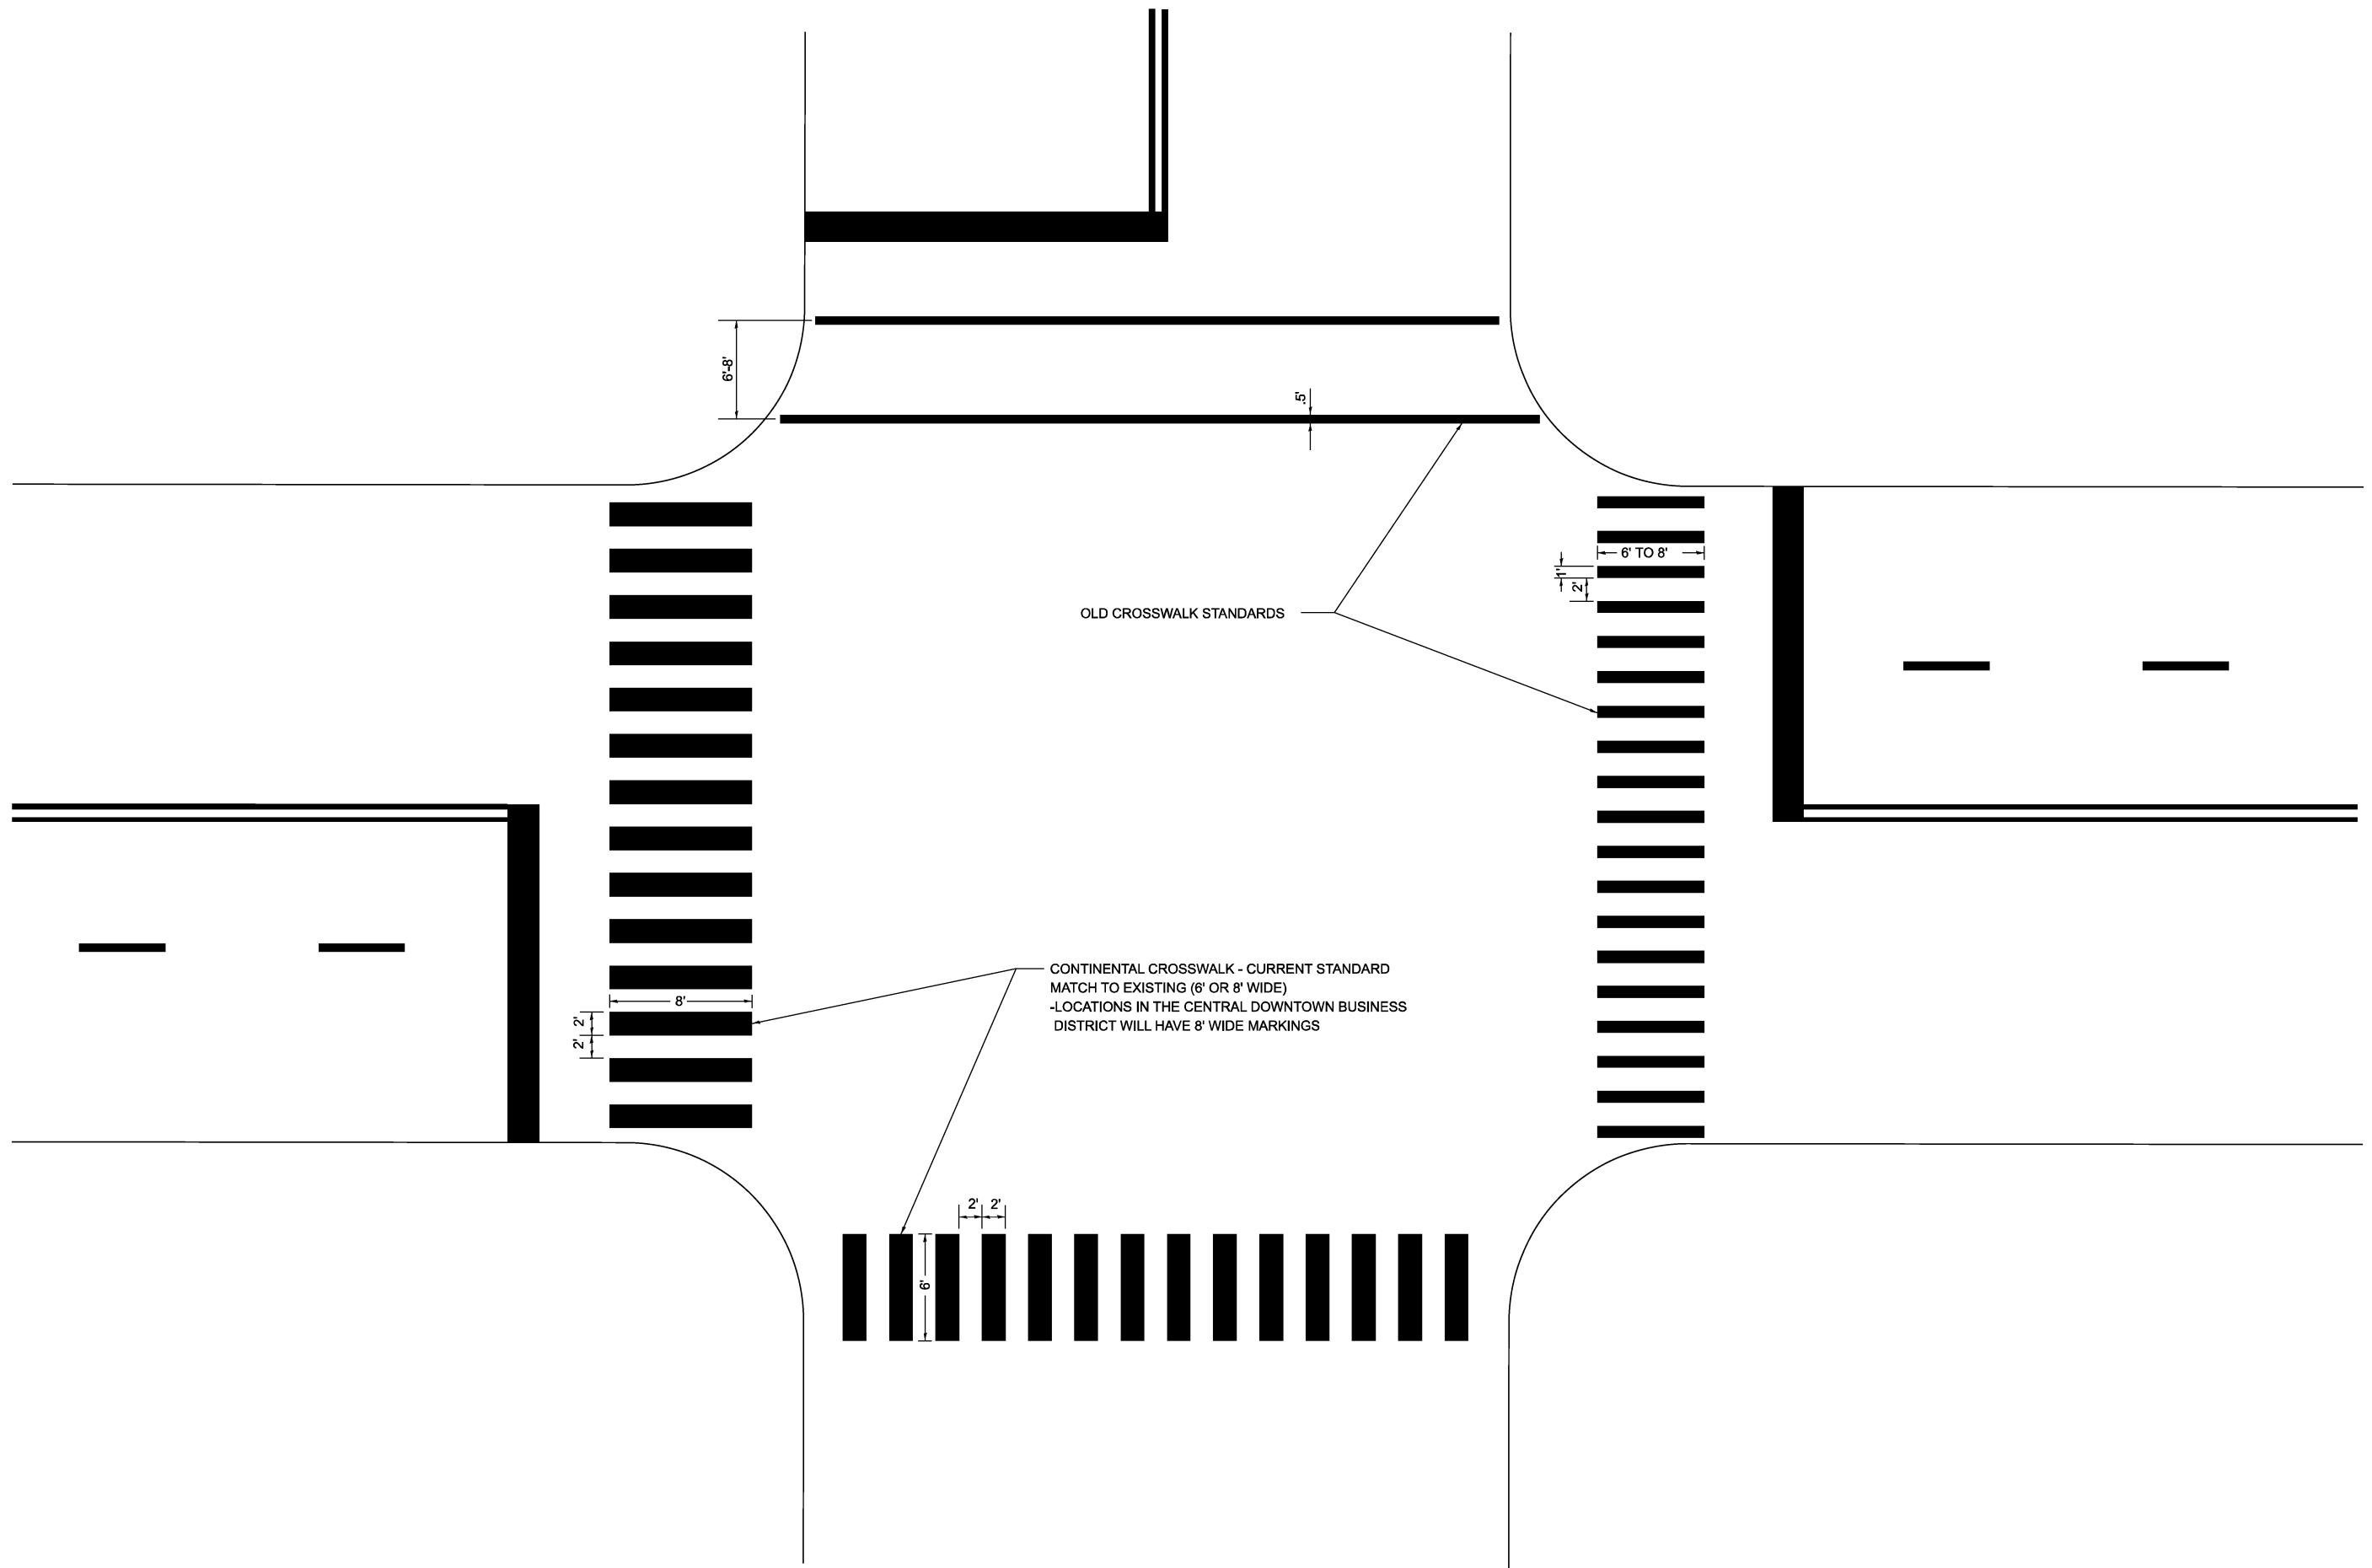 6'-8'
.5'
6' TO 8'
1'
2'
OLD CROSSWALK STANDARDS
CONTINENTAL CROSSWALK - CURRENT STANDARD
MATCH TO EXISTING (6' OR 8' WIDE)
-LOCATIONS IN THE CENTRAL DOWNTOWN BUSINESS
DISTRICT WILL HAVE 8' WIDE MARKINGS
8'
2'
2'
2' 2'
6'